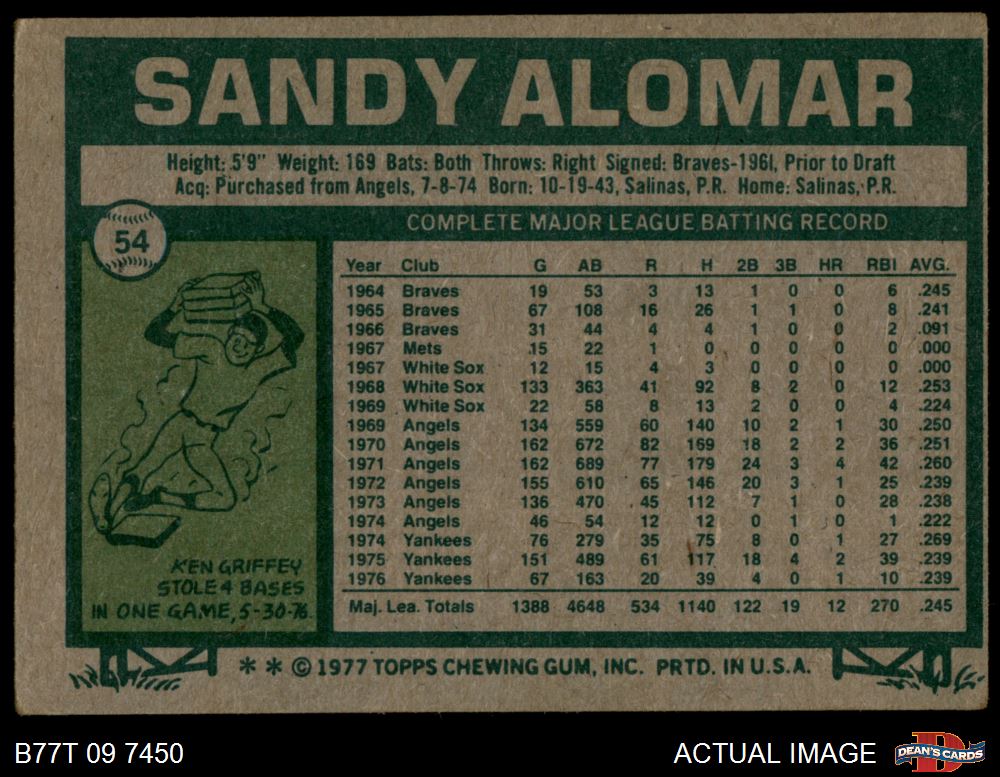 SANDY ALOMAR
Height: 5'9" Weight: 169 Bats: Both Throws: Right Signed: Braves-1961, Prior to Draft
Acq: Purchased from Angels, 7-8-74 Born: 10-19-43, Salinas, P.R. Home: Salinas, P.R.
54
COMPLETE MAJOR LEAGUE BATTING RECORD
Year Club G AB R H 2B 3B HR RBI AVG.
1964 Braves 19 53 3 13 1 0 0 6 .245
1965 Braves 67 108 16 26 1 1 0 8 .241
1966 Braves 31 44 4 4 1 0 0 2 .091
1967 Mets 15 22 1 0 0 0 0 0 .000
1967 White Sox 12 15 4 3 0 0 0 0 .000
1968 White Sox 133 363 41 92 8 2 0 12 .253
1969 White Sox 22 58 8 13 2 0 0 4 .224
1969 Angels 134 559 60 140 10 2 1 30 .250
1970 Angels 162 672 82 169 18 2 2 36 .251
1971 Angels 162 689 77 179 24 3 4 42 .260
1972 Angels 155 610 65 146 20 3 1 25 .239
1973 Angels 136 470 45 112 7 1 0 28 .238
1974 Angels 46 54 12 12 0 1 0 1 .222
1974 Yankees 76 279 35 75 8 0 1 27 .269
1975 Yankees 151 489 61 117 18 4 2 39 .239
1976 Yankees 67 163 20 39 4 0 1 10 .239
Maj. Lea. Totals 1388 4648 534 1140 122 19 12 270 .245
KEN GRIFFEY
STOLE 4 BASES
IN ONE GAME, 5-30-76.
* * © 1977 TOPPS CHEWING GUM, INC. PRTD. IN U.S.A.
B77T 09 7450 ACTUAL IMAGE
D
DEAN'S CARDS